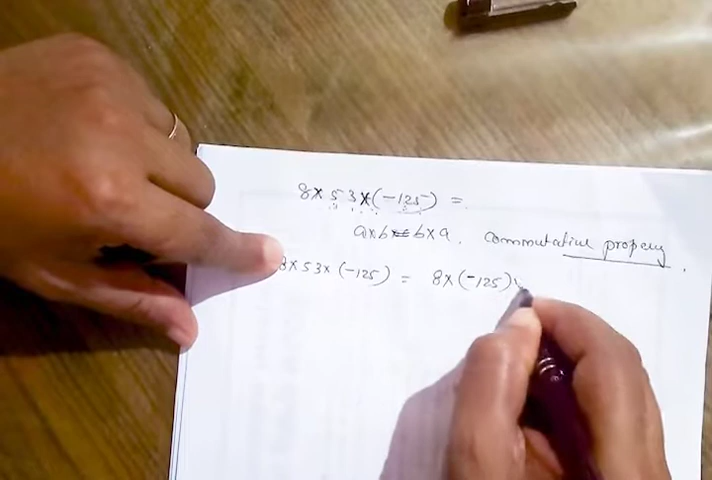 8×53×(-125) =
a×b=b×a. Commutative property.
8×53×(-125) = 8×(-125)×